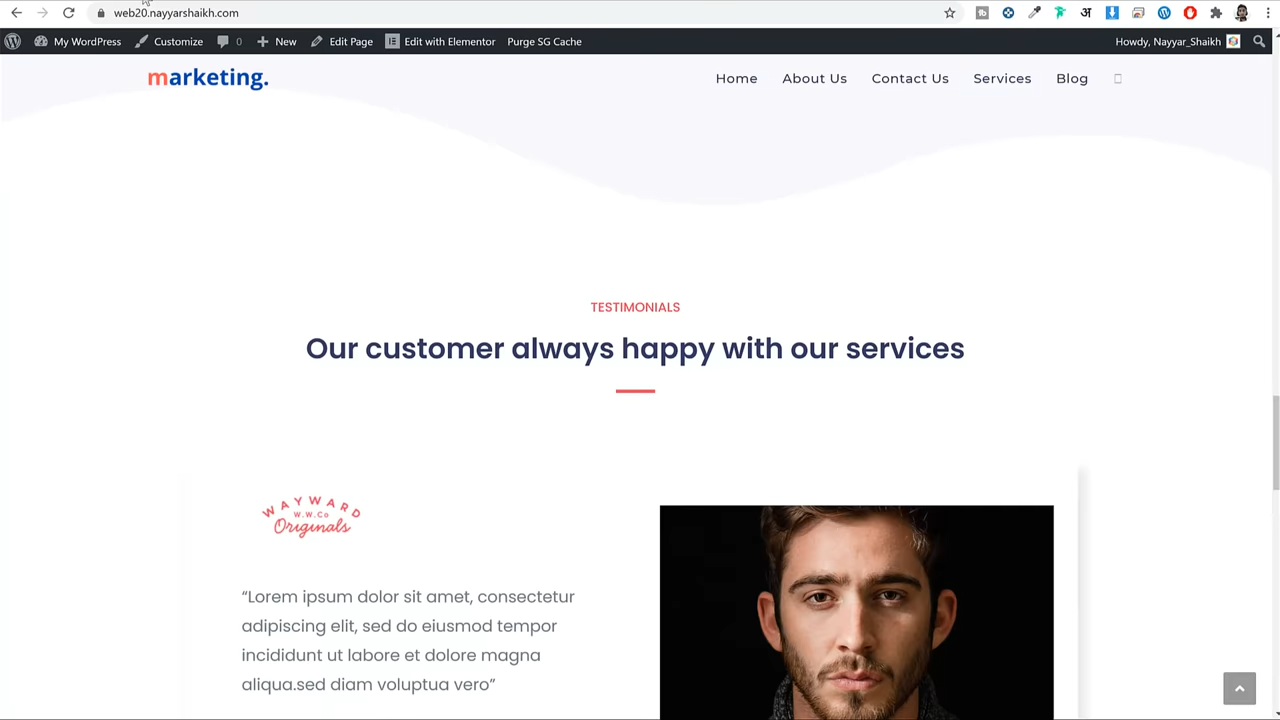 web20.nayyarshaikh.com
अ
My WordPress Customize 0 New Edit Page Edit with Elementor Purge SG Cache Howdy, Nayyar_Shaikh
marketing. Home About Us Contact Us Services Blog
TESTIMONIALS
Our customer always happy with our services
WAYWARD
W.W.Co
Originals
“Lorem ipsum dolor sit amet, consectetur
adipiscing elit, sed do eiusmod tempor
incididunt ut labore et dolore magna
aliqua.sed diam voluptua vero”